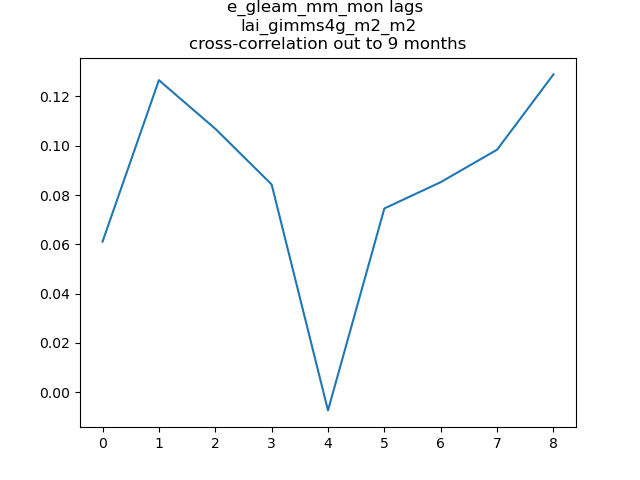 e_gleam_mm_mon lags
lai_gimms4g_m2_m2
cross-correlation out to 9 months
0.12
0.10
0.08
0.06
0.04
0.02
0.00
0 1 2 3 4 5 6 7 8